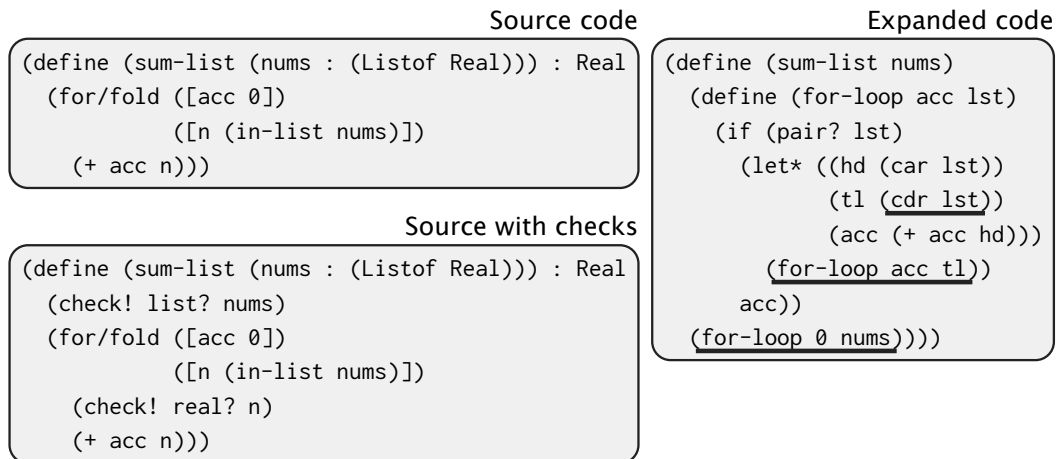 Source code
(define (sum-list (nums : (Listof Real))) : Real
  (for/fold ([acc 0])
            ([n (in-list nums)])
    (+ acc n)))
Source with checks
(define (sum-list (nums : (Listof Real))) : Real
  (check! list? nums)
  (for/fold ([acc 0])
            ([n (in-list nums)])
    (check! real? n)
    (+ acc n)))
Expanded code
(define (sum-list nums)
  (define (for-loop acc lst)
    (if (pair? lst)
      (let* ((hd (car lst))
             (tl (cdr lst))
             (acc (+ acc hd)))
        (for-loop acc tl))
      acc))
  (for-loop 0 nums))))